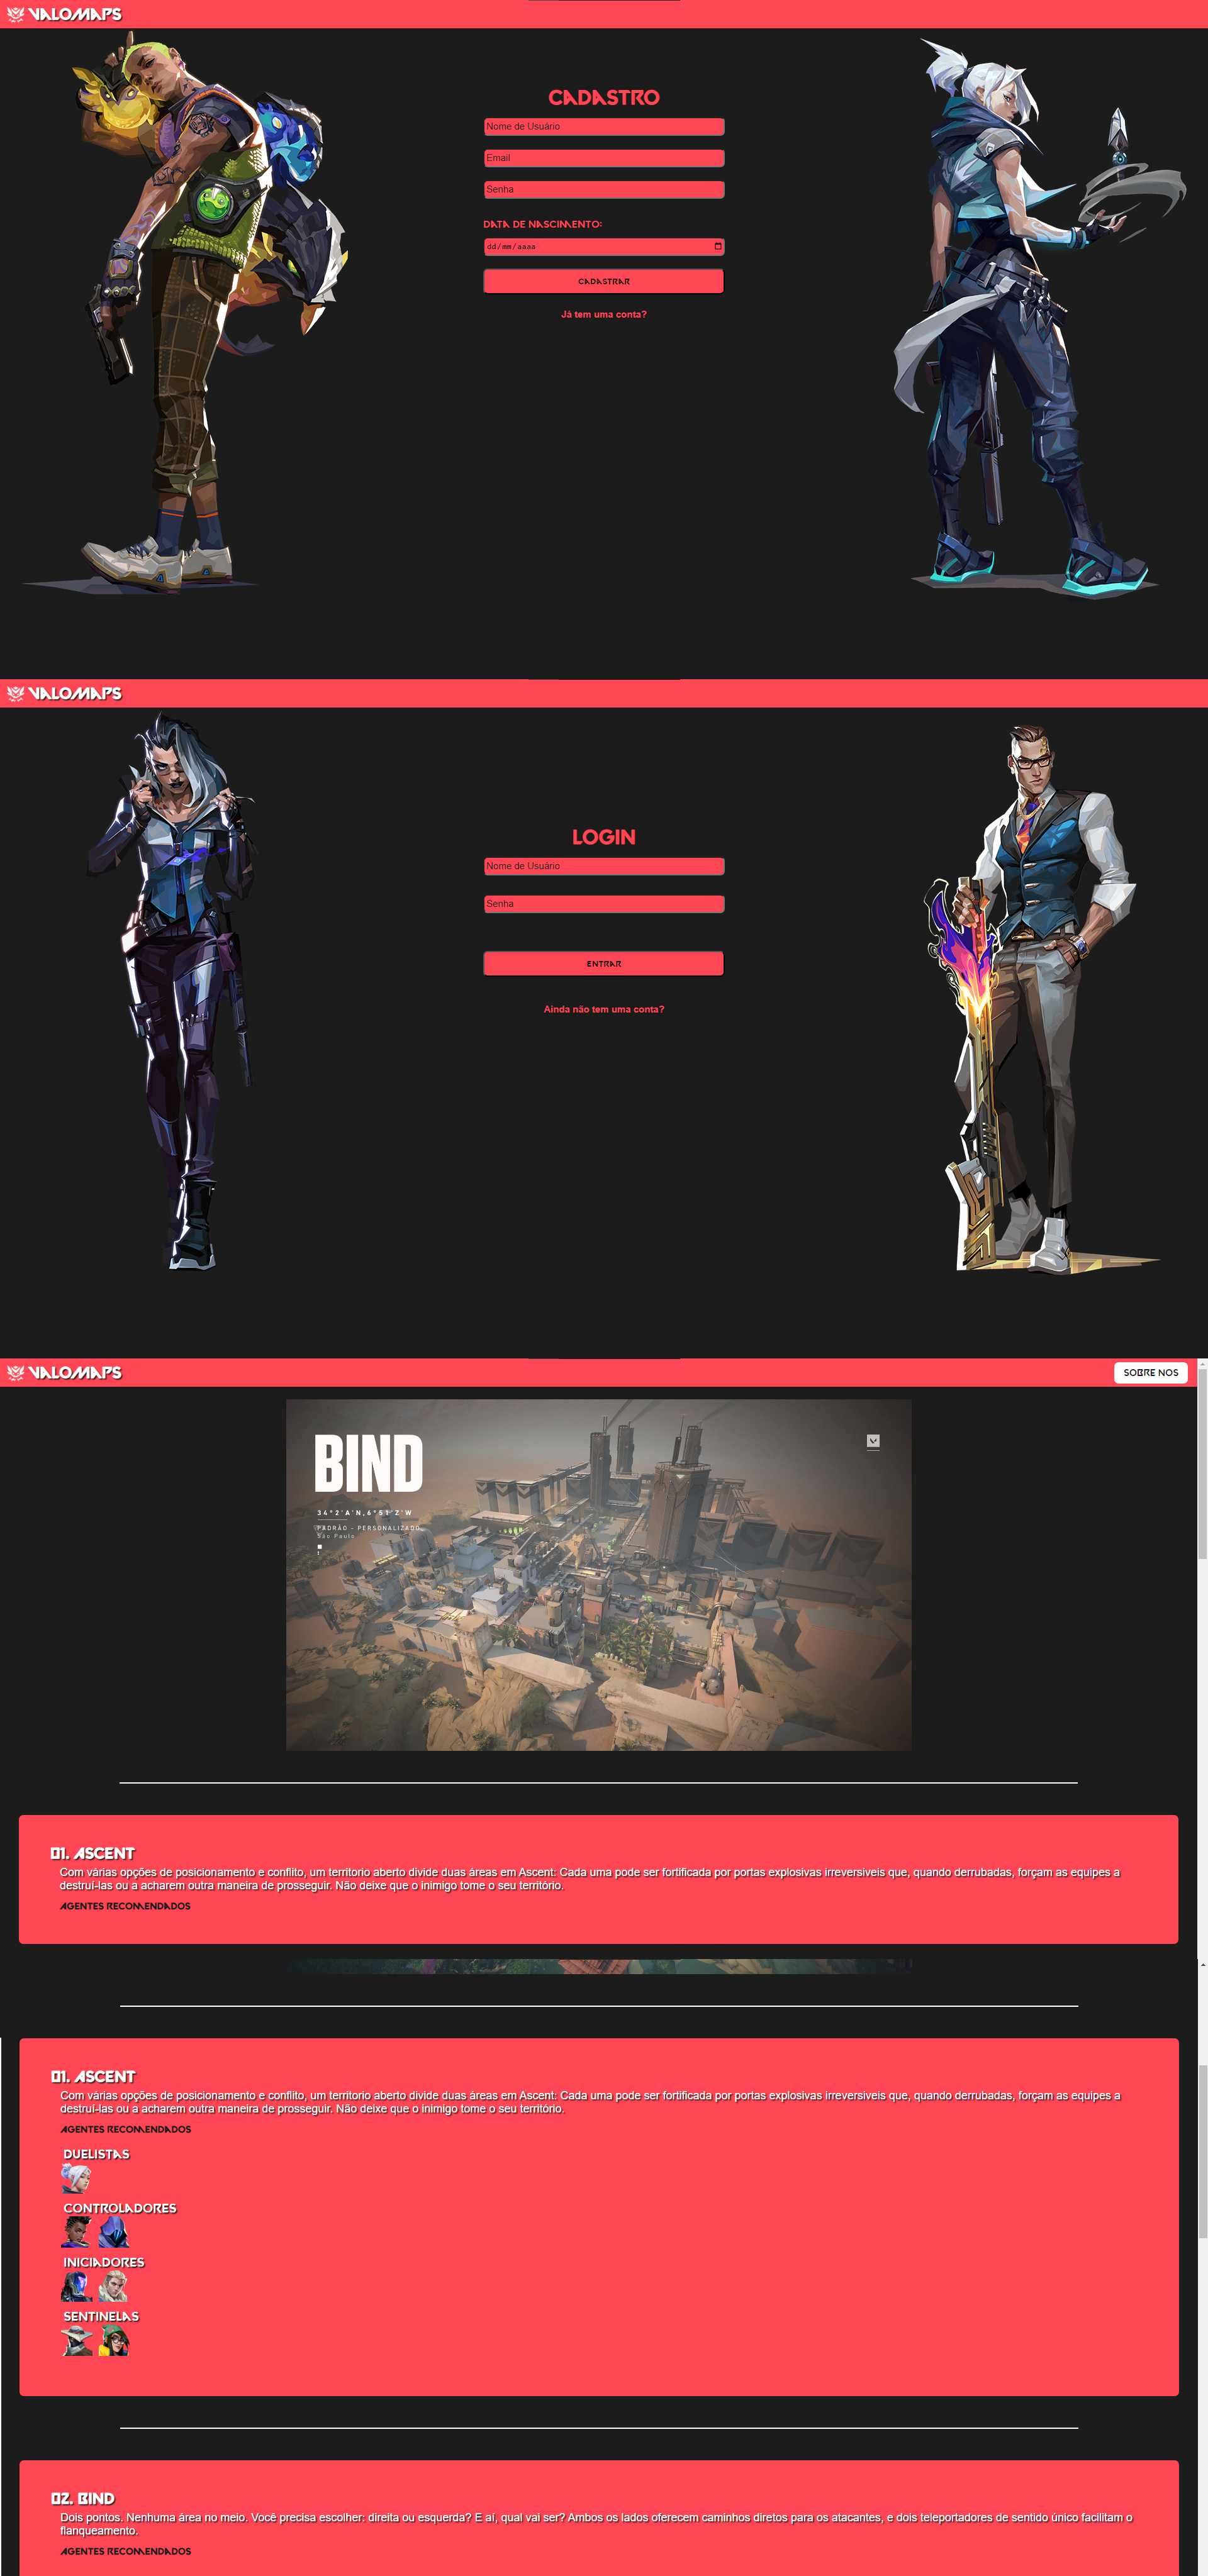 VALOMAPS
CADASTRO
Nome de Usuário
Email
Senha
DATA DE NASCIMENTO:
dd/mm/aaaa
CADASTRAR
Já tem uma conta?
VALOMAPS
LOGIN
Nome de Usuário
Senha
ENTRAR
Ainda não tem uma conta?
VALOMAPS
SOBRE NOS
BIND
34°2'A'N,6°51'Z'W
PADRÃO - PERSONALIZADO
São Paulo
01. ASCENT
Com várias opções de posicionamento e conflito, um territorio aberto divide duas áreas em Ascent: Cada uma pode ser fortificada por portas explosivas irreversiveis que, quando derrubadas, forçam as equipes a
destruí-las ou a acharem outra maneira de prosseguir. Não deixe que o inimigo tome o seu território.
AGENTES RECOMENDADOS
01. ASCENT
Com várias opções de posicionamento e conflito, um territorio aberto divide duas áreas em Ascent: Cada uma pode ser fortificada por portas explosivas irreversiveis que, quando derrubadas, forçam as equipes a
destruí-las ou a acharem outra maneira de prosseguir. Não deixe que o inimigo tome o seu território.
AGENTES RECOMENDADOS
DUELISTAS
CONTROLADORES
INICIADORES
SENTINELAS
02. BIND
Dois pontos. Nenhuma área no meio. Você precisa escolher: direita ou esquerda? E aí, qual vai ser? Ambos os lados oferecem caminhos diretos para os atacantes, e dois teleportadores de sentido único facilitam o
flanqueamento.
AGENTES RECOMENDADOS